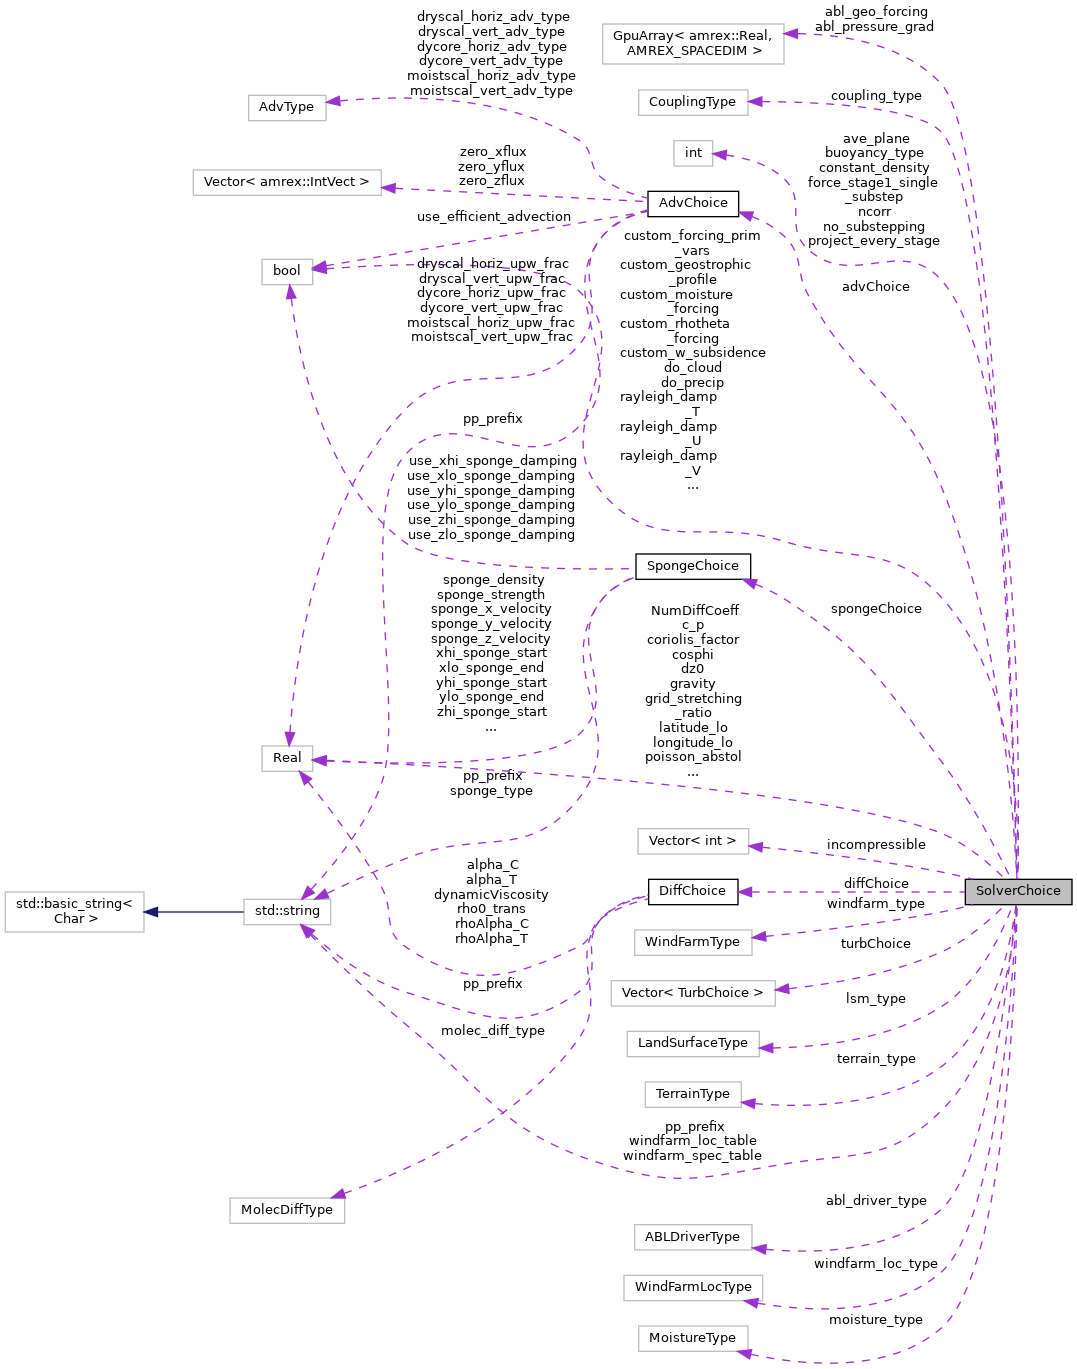 dryscal_horiz_adv_type
dryscal_vert_adv_type
dycore_horiz_adv_type
dycore_vert_adv_type
moistscal_horiz_adv_type
moistscal_vert_adv_type
GpuArray< amrex::Real,
AMREX_SPACEDIM >
abl_geo_forcing
abl_pressure_grad
AdvType
CouplingType
coupling_type
zero_xflux
zero_yflux
zero_zflux
int
ave_plane
buoyancy_type
constant_density
force_stage1_single
_substep
ncorr
no_substepping
project_every_stage
Vector< amrex::IntVect >
AdvChoice
use_efficient_advection
advChoice
bool
dryscal_horiz_upw_frac
dryscal_vert_upw_frac
dycore_horiz_upw_frac
dycore_vert_upw_frac
moistscal_horiz_upw_frac
moistscal_vert_upw_frac
custom_forcing_prim
_vars
custom_geostrophic
_profile
custom_moisture
_forcing
custom_rhotheta
_forcing
custom_w_subsidence
do_cloud
do_precip
rayleigh_damp
_T
rayleigh_damp
_U
rayleigh_damp
_V
...
pp_prefix
use_xhi_sponge_damping
use_xlo_sponge_damping
use_yhi_sponge_damping
use_ylo_sponge_damping
use_zhi_sponge_damping
use_zlo_sponge_damping
SpongeChoice
spongeChoice
sponge_density
sponge_strength
sponge_x_velocity
sponge_y_velocity
sponge_z_velocity
xhi_sponge_start
xlo_sponge_end
yhi_sponge_start
ylo_sponge_end
zhi_sponge_start
...
NumDiffCoeff
c_p
coriolis_factor
cosphi
dz0
gravity
grid_stretching
_ratio
latitude_lo
longitude_lo
poisson_abstol
...
Real
pp_prefix
sponge_type
Vector< int >
incompressible
alpha_C
alpha_T
dynamicViscosity
rho0_trans
rhoAlpha_C
rhoAlpha_T
DiffChoice
diffChoice
SolverChoice
std::basic_string<
Char >
std::string
windfarm_type
WindFarmType
turbChoice
pp_prefix
Vector< TurbChoice >
lsm_type
molec_diff_type
LandSurfaceType
terrain_type
TerrainType
pp_prefix
windfarm_loc_table
windfarm_spec_table
MolecDiffType
abl_driver_type
ABLDriverType
windfarm_loc_type
WindFarmLocType
moisture_type
MoistureType